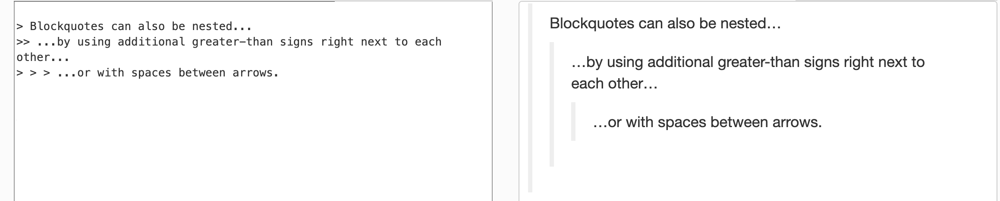 > Blockquotes can also be nested...
>> ...by using additional greater-than signs right next to each
other...
> > > ...or with spaces between arrows.
Blockquotes can also be nested…
…by using additional greater-than signs right next to
each other…
…or with spaces between arrows.